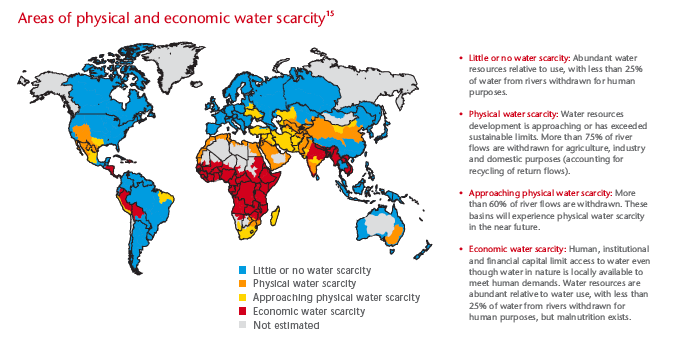 Areas of physical and economic water scarcity¹⁵
Little or no water scarcity
Physical water scarcity
Approaching physical water scarcity
Economic water scarcity
Not estimated
• Little or no water scarcity: Abundant water
resources relative to use, with less than 25%
of water from rivers withdrawn for human
purposes.
• Physical water scarcity: Water resources
development is approaching or has exceeded
sustainable limits. More than 75% of river
flows are withdrawn for agriculture, industry
and domestic purposes (accounting for
recycling of return flows).
• Approaching physical water scarcity: More
than 60% of river flows are withdrawn. These
basins will experience physical water scarcity
in the near future.
• Economic water scarcity: Human, institutional
and financial capital limit access to water even
though water in nature is locally available to
meet human demands. Water resources are
abundant relative to water use, with less than
25% of water from rivers withdrawn for
human purposes, but malnutrition exists.